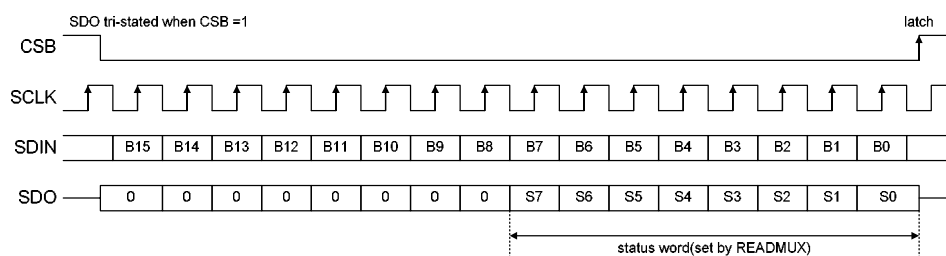 SDO tri-stated when CSB =1
latch
CSB
SCLK
SDIN B15 B14 B13 B12 B11 B10 B9 B8 B7 B6 B5 B4 B3 B2 B1 B0
SDO 0 0 0 0 0 0 0 0 S7 S6 S5 S4 S3 S2 S1 S0
status word(set by READMUX)